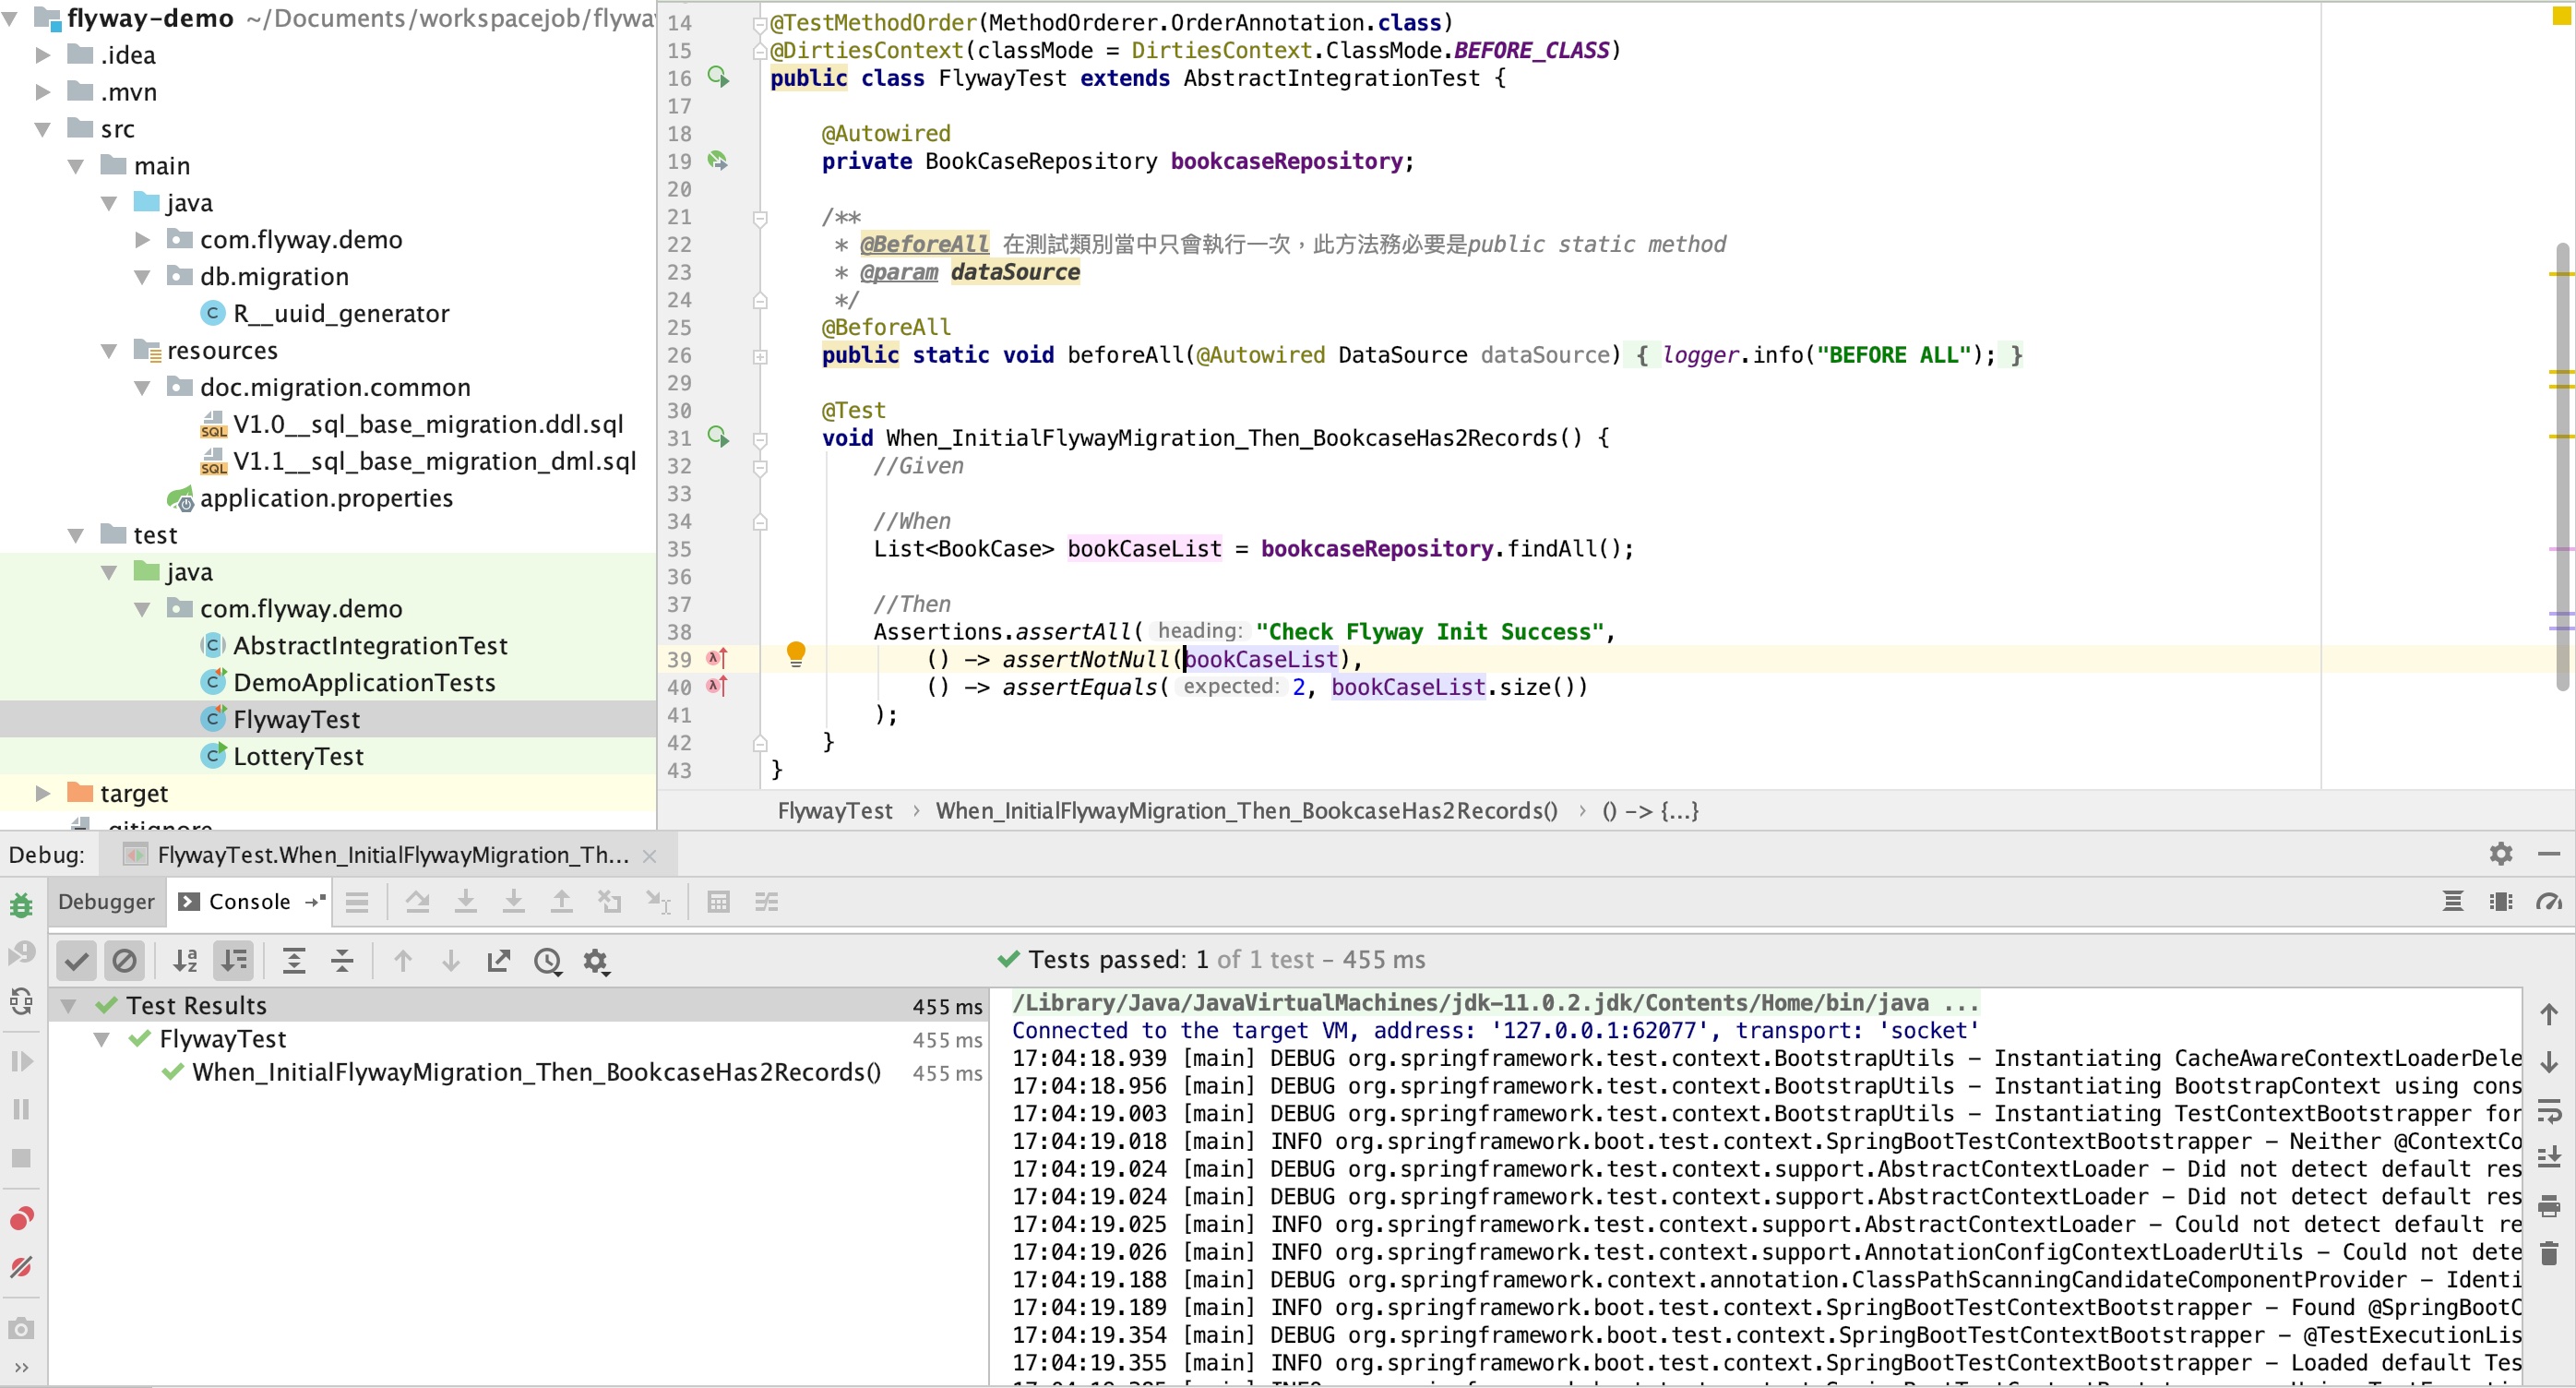 flyway-demo ~/Documents/workspacejob/flywa
.idea
.mvn
src
main
java
com.flyway.demo
db.migration
R__uuid_generator
resources
doc.migration.common
V1.0__sql_base_migration.ddl.sql
V1.1__sql_base_migration_dml.sql
application.properties
test
java
com.flyway.demo
AbstractIntegrationTest
DemoApplicationTests
FlywayTest
LotteryTest
target
.gitignore
14 @TestMethodOrder(MethodOrderer.OrderAnnotation.class)
15 @DirtiesContext(classMode = DirtiesContext.ClassMode.BEFORE_CLASS)
16 public class FlywayTest extends AbstractIntegrationTest {
17
18 @Autowired
19 private BookCaseRepository bookcaseRepository;
20
21 /**
22 * @BeforeAll 在測試類別當中只會執行一次，此方法務必要是public static method
23 * @param dataSource
24 */
25 @BeforeAll
26 public static void beforeAll(@Autowired DataSource dataSource) { logger.info("BEFORE ALL"); }
29
30 @Test
31 void When_InitialFlywayMigration_Then_BookcaseHas2Records() {
32 //Given
33
34 //When
35 List<BookCase> bookCaseList = bookcaseRepository.findAll();
36
37 //Then
38 Assertions.assertAll( heading: "Check Flyway Init Success",
39 () -> assertNotNull(bookCaseList),
40 () -> assertEquals( expected: 2, bookCaseList.size())
41 );
42 }
43 }
FlywayTest › When_InitialFlywayMigration_Then_BookcaseHas2Records() › () -> {...}
Debug: FlywayTest.When_InitialFlywayMigration_Th...
Debugger Console
Tests passed: 1 of 1 test – 455 ms
Test Results 455 ms
FlywayTest 455 ms
When_InitialFlywayMigration_Then_BookcaseHas2Records() 455 ms
/Library/Java/JavaVirtualMachines/jdk-11.0.2.jdk/Contents/Home/bin/java ...
Connected to the target VM, address: '127.0.0.1:62077', transport: 'socket'
17:04:18.939 [main] DEBUG org.springframework.test.context.BootstrapUtils - Instantiating CacheAwareContextLoaderDele
17:04:18.956 [main] DEBUG org.springframework.test.context.BootstrapUtils - Instantiating BootstrapContext using cons
17:04:19.003 [main] DEBUG org.springframework.test.context.BootstrapUtils - Instantiating TestContextBootstrapper for
17:04:19.018 [main] INFO org.springframework.boot.test.context.SpringBootTestContextBootstrapper - Neither @ContextCo
17:04:19.024 [main] DEBUG org.springframework.test.context.support.AbstractContextLoader - Did not detect default res
17:04:19.024 [main] DEBUG org.springframework.test.context.support.AbstractContextLoader - Did not detect default res
17:04:19.025 [main] INFO org.springframework.test.context.support.AbstractContextLoader - Could not detect default re
17:04:19.026 [main] INFO org.springframework.test.context.support.AnnotationConfigContextLoaderUtils - Could not dete
17:04:19.188 [main] DEBUG org.springframework.context.annotation.ClassPathScanningCandidateComponentProvider - Identi
17:04:19.189 [main] INFO org.springframework.boot.test.context.SpringBootTestContextBootstrapper - Found @SpringBootC
17:04:19.354 [main] DEBUG org.springframework.boot.test.context.SpringBootTestContextBootstrapper - @TestExecutionLis
17:04:19.355 [main] INFO org.springframework.boot.test.context.SpringBootTestContextBootstrapper - Loaded default Tes